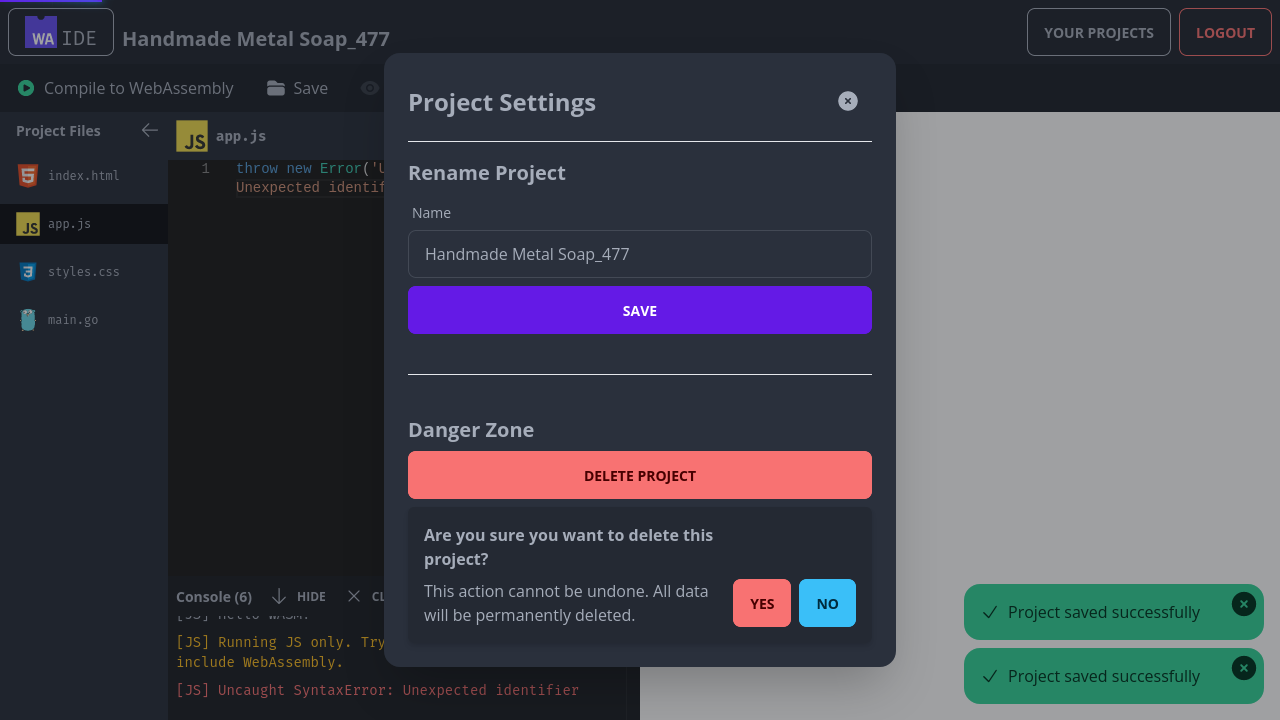 WA IDE
Handmade Metal Soap_477
YOUR PROJECTS
LOGOUT
Compile to WebAssembly
Save
Project Files
JS
app.js
index.html
JS
app.js
styles.css
main.go
1
throw new Error('U
Unexpected identif
Project Settings
Rename Project
Name
Handmade Metal Soap_477
SAVE
Danger Zone
DELETE PROJECT
Are you sure you want to delete this
project?
This action cannot be undone. All data
will be permanently deleted.
YES
NO
Console (6)
HIDE
CL
[JS] Hello WASM!
[JS] Running JS only. Try
include WebAssembly.
[JS] Uncaught SyntaxError: Unexpected identifier
Project saved successfully
Project saved successfully